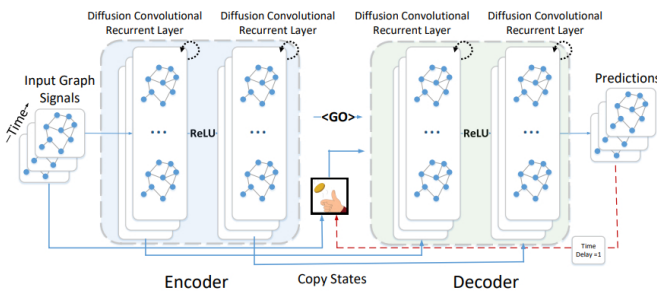 Diffusion Convolutional
Recurrent Layer
Diffusion Convolutional
Recurrent Layer
Diffusion Convolutional
Recurrent Layer
Diffusion Convolutional
Recurrent Layer
Input Graph
Signals
Time
...
ReLU
...
<GO>
...
ReLU
...
Predictions
Time
Delay =1
Encoder
Copy States
Decoder